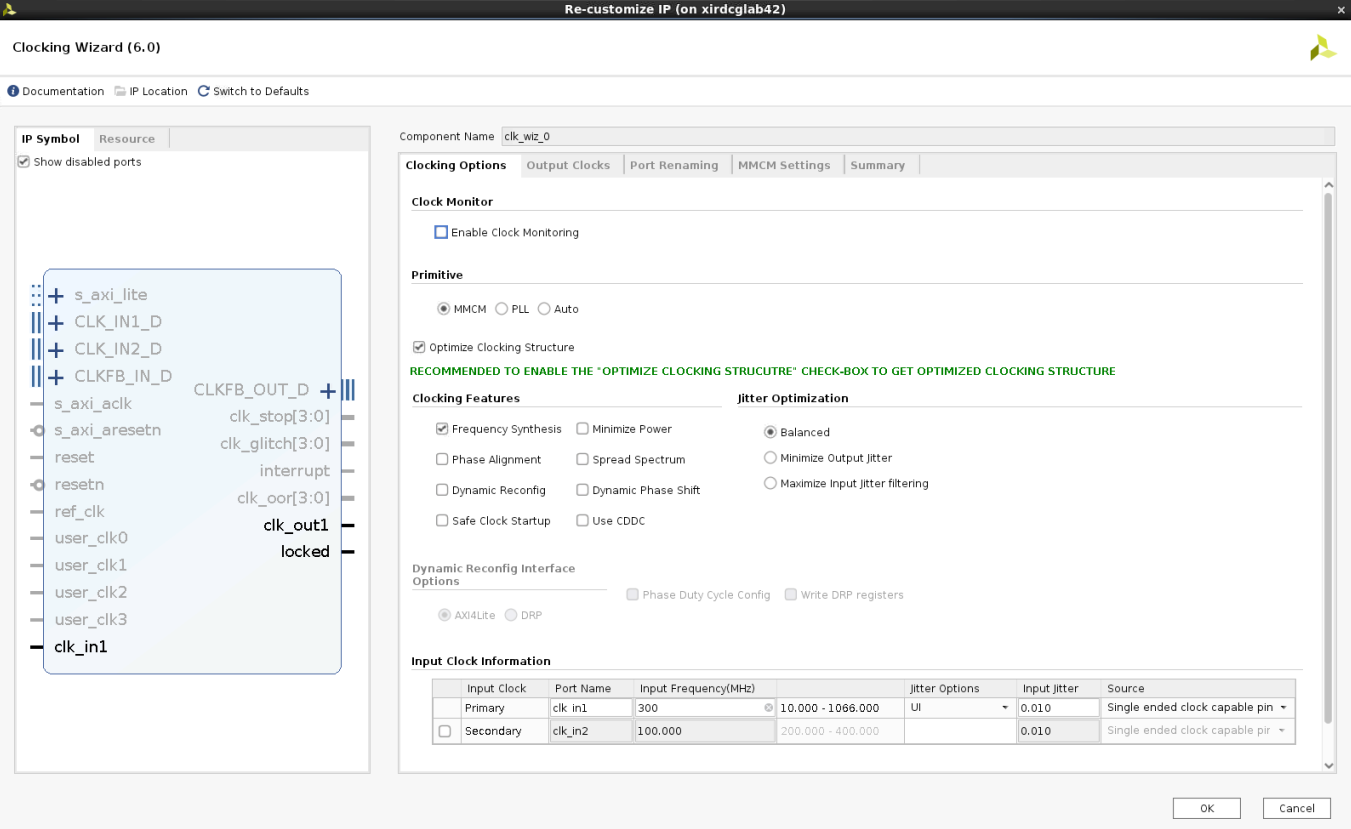 Re-customize IP (on xirdcglab42)
Clocking Wizard (6.0)
Documentation IP Location Switch to Defaults
IP Symbol Resource
Show disabled ports
s_axi_lite
CLK_IN1_D
CLK_IN2_D
CLKFB_IN_D
s_axi_aclk
s_axi_aresetn
reset
resetn
ref_clk
user_clk0
user_clk1
user_clk2
user_clk3
clk_in1
CLKFB_OUT_D
clk_stop[3:0]
clk_glitch[3:0]
interrupt
clk_oor[3:0]
clk_out1
locked
Component Name clk_wiz_0
Clocking Options Output Clocks Port Renaming MMCM Settings Summary
Clock Monitor
Enable Clock Monitoring
Primitive
MMCM PLL Auto
Optimize Clocking Structure
RECOMMENDED TO ENABLE THE "OPTIMIZE CLOCKING STRUCUTRE" CHECK-BOX TO GET OPTIMIZED CLOCKING STRUCTURE
Clocking Features
Frequency Synthesis Minimize Power
Phase Alignment Spread Spectrum
Dynamic Reconfig Dynamic Phase Shift
Safe Clock Startup Use CDDC
Jitter Optimization
Balanced
Minimize Output Jitter
Maximize Input Jitter filtering
Dynamic Reconfig Interface
Options
Phase Duty Cycle Config Write DRP registers
AXI4Lite DRP
Input Clock Information
Input Clock Port Name Input Frequency(MHz) Jitter Options Input Jitter Source
Primary clk_in1 300 10.000 - 1066.000 UI 0.010 Single ended clock capable pin
Secondary clk_in2 100.000 200.000 - 400.000 0.010 Single ended clock capable pin
OK Cancel